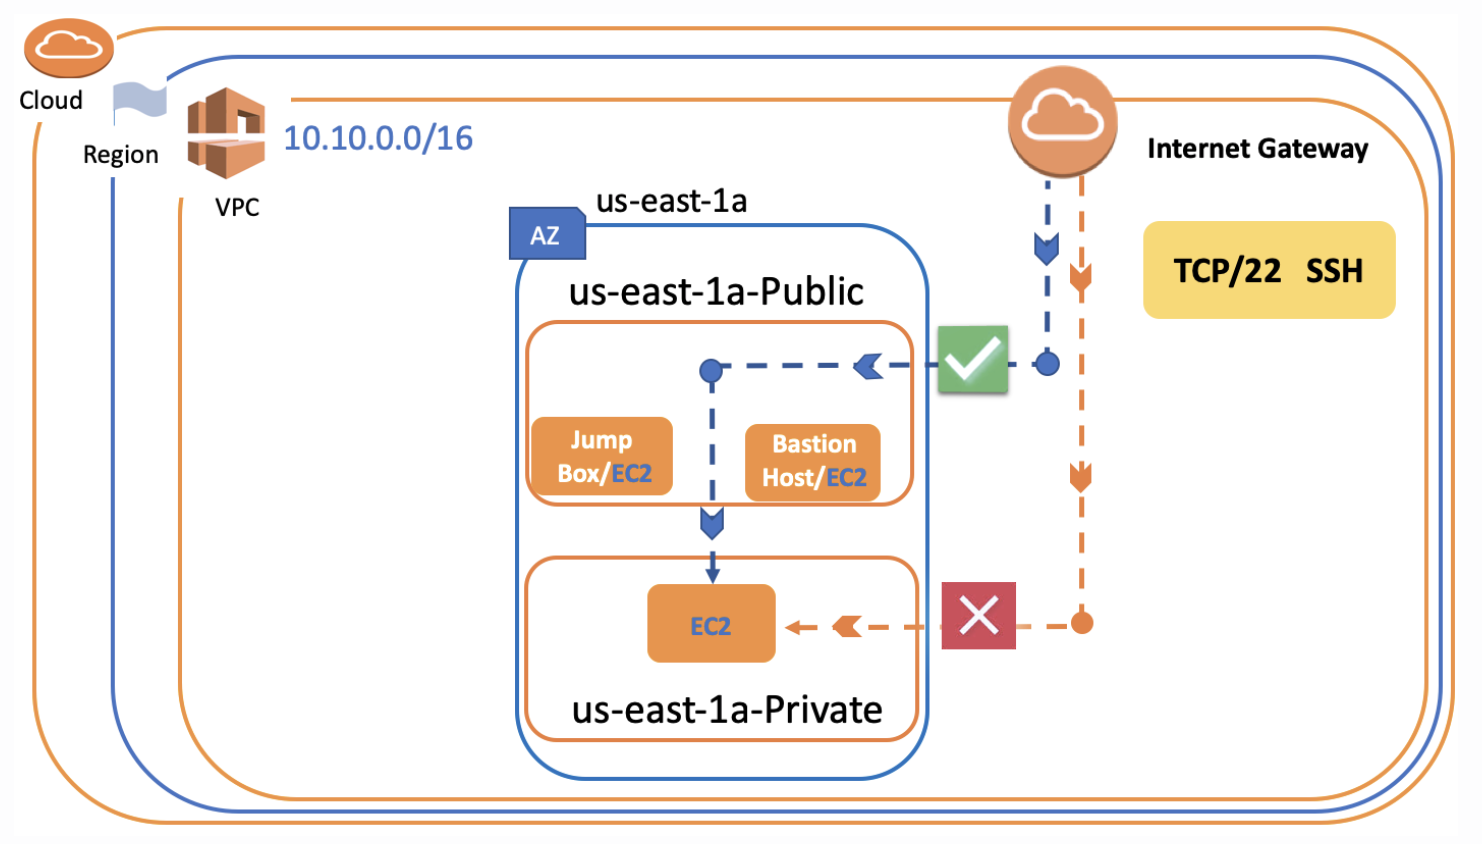 Cloud
Region
VPC
10.10.0.0/16
Internet Gateway
TCP/22 SSH
us-east-1a
AZ
us-east-1a-Public
Jump
Box/EC2
Bastion
Host/EC2
EC2
us-east-1a-Private